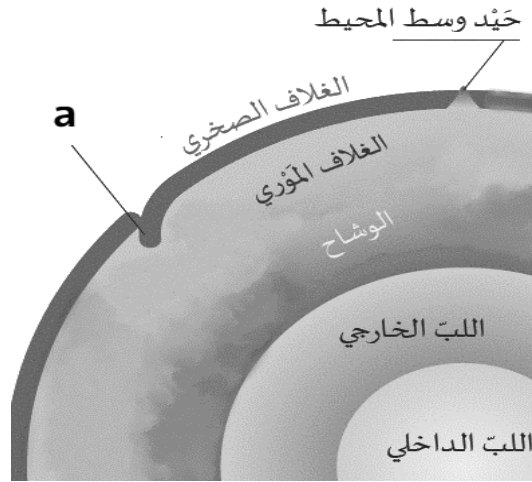 حَيْد وسط المحيط
الغلاف الصخري
a
الغلاف المَوْري
الوشاح
اللبّ الخارجي
اللبّ الداخلي